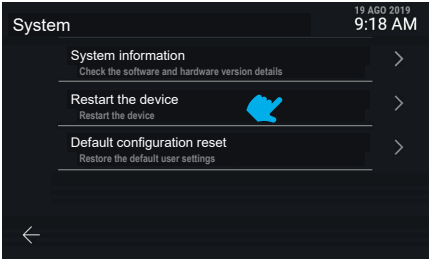 19 AGO 2019
System
9:18 AM
System information
Check the software and hardware version details
Restart the device
Restart the device
Default configuration reset
Restore the default user settings